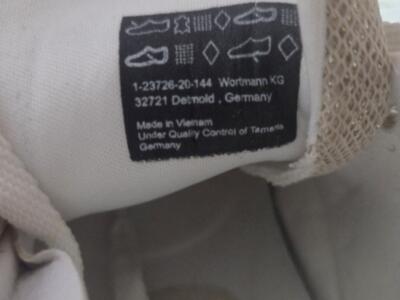 1-23726-20-144 Wortmann KG
32721 Detmold , Germany
Made in Vietnam
Under Quality Control of Tamaris
Germany